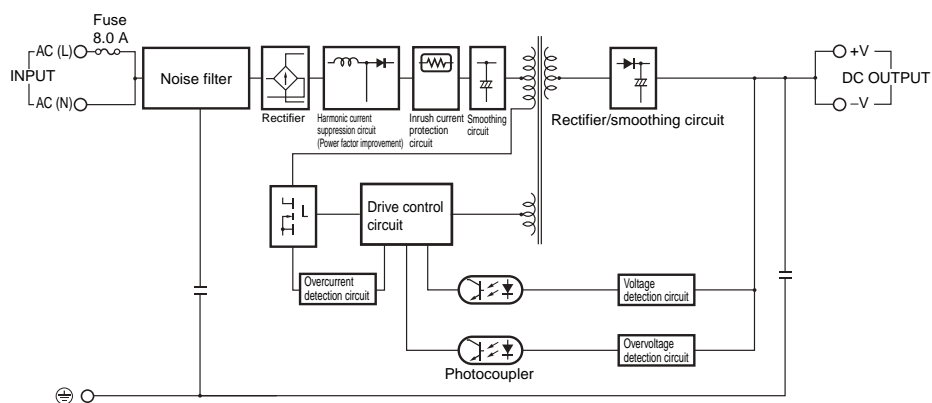 Fuse
8.0 A
AC (L)
INPUT
AC (N)
Noise filter
Rectifier
Harmonic current
suppression circuit
(Power factor improvement)
Inrush current
protection
circuit
Smoothing
circuit
Rectifier/smoothing circuit
+V
DC OUTPUT
−V
Drive control
circuit
Overcurrent
detection circuit
Voltage
detection circuit
Overvoltage
detection circuit
Photocoupler